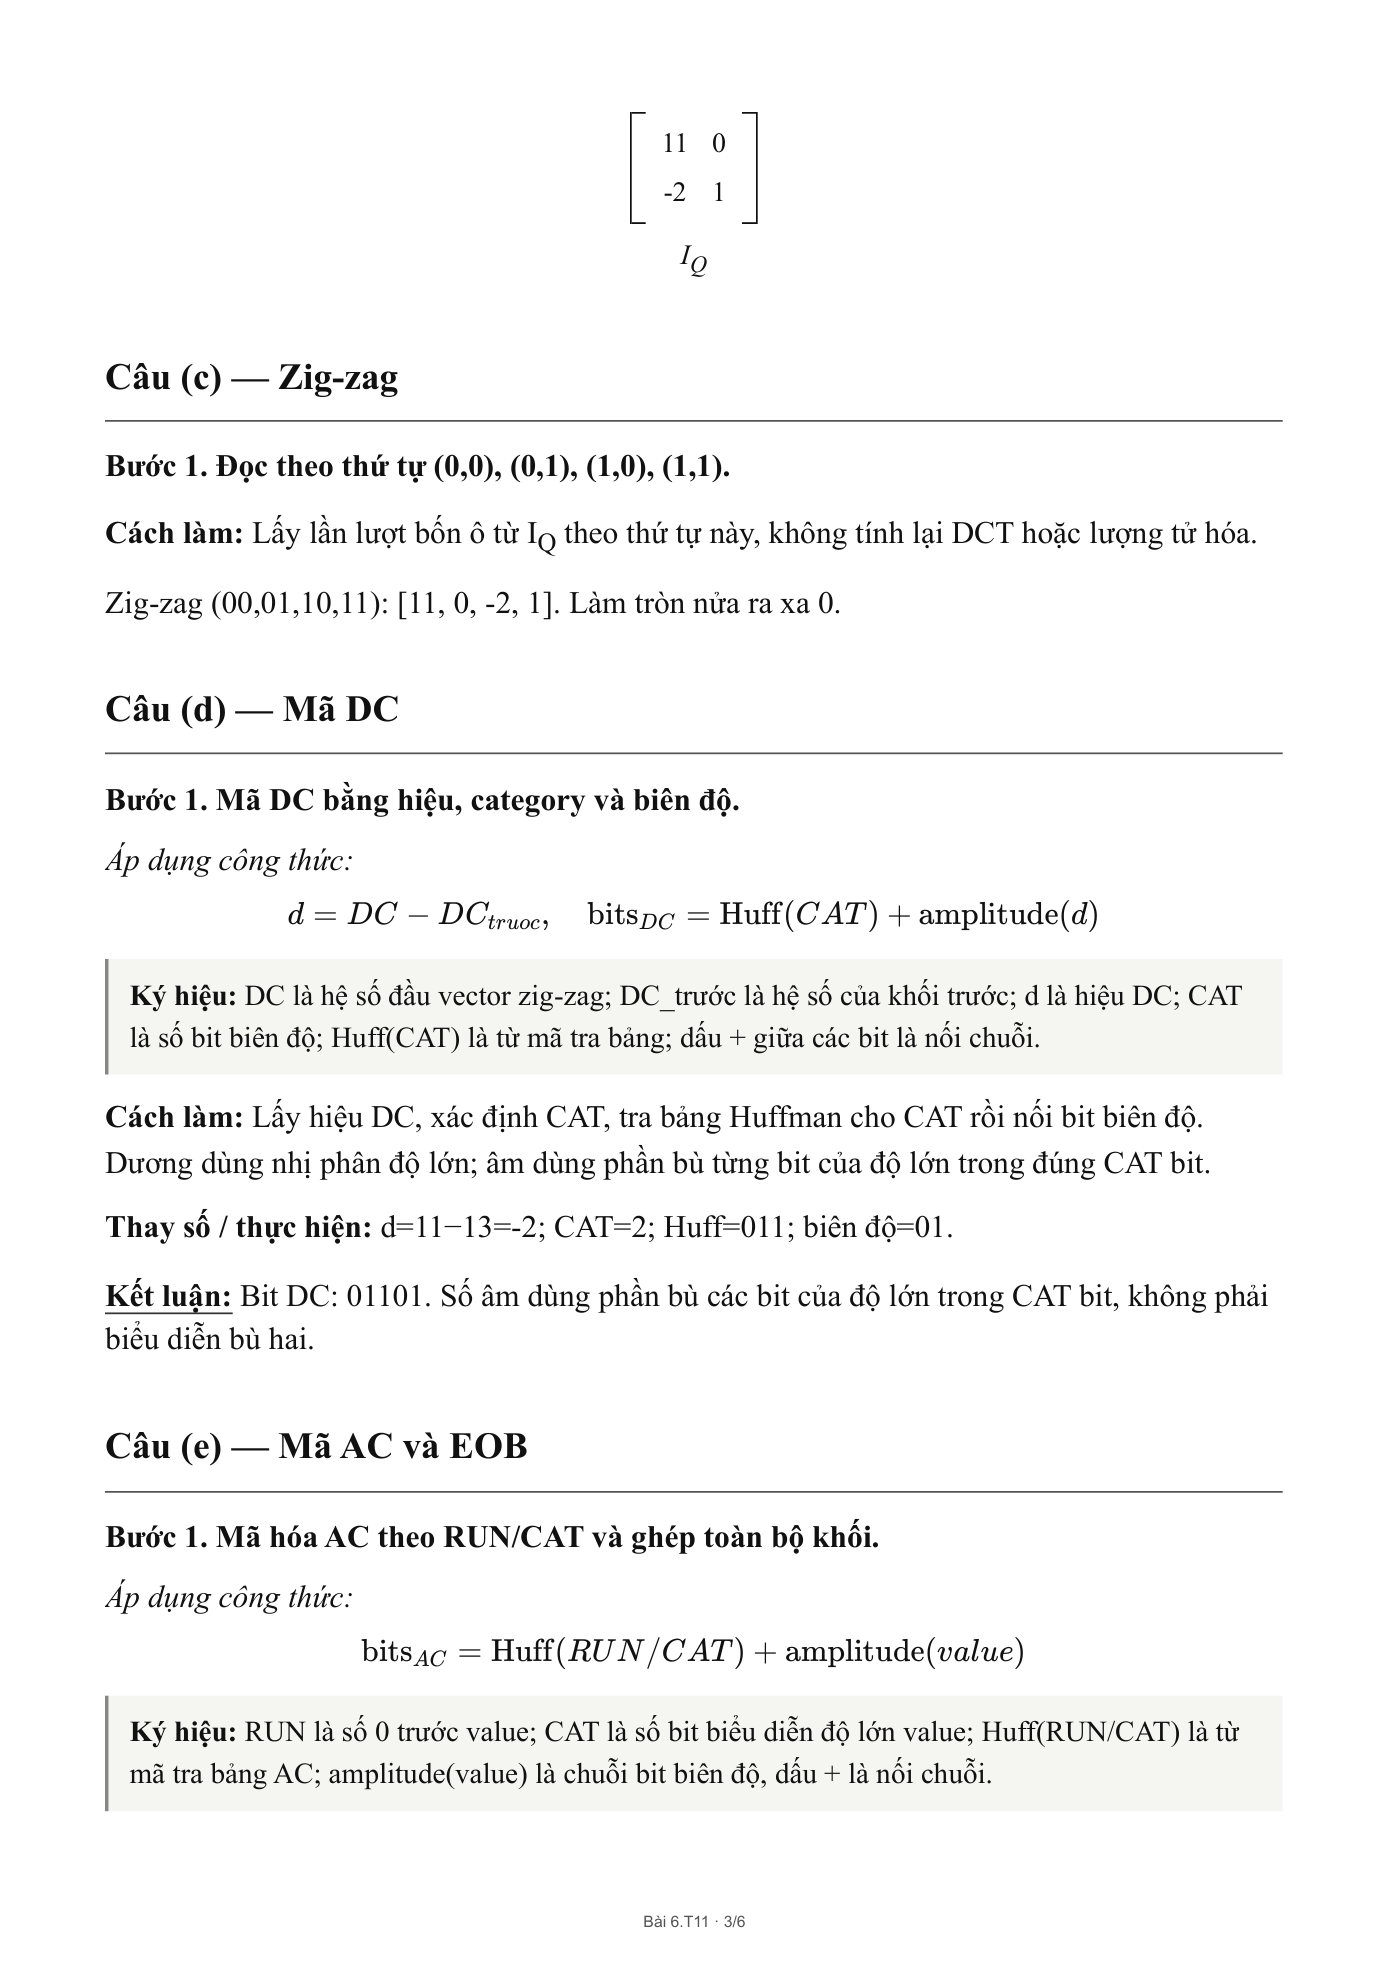 11 0
-2 1
I_Q
Câu (c) — Zig-zag
Bước 1. Đọc theo thứ tự (0,0), (0,1), (1,0), (1,1).
Cách làm: Lấy lần lượt bốn ô từ I_Q theo thứ tự này, không tính lại DCT hoặc lượng tử hóa.
Zig-zag (00,01,10,11): [11, 0, -2, 1]. Làm tròn nửa ra xa 0.
Câu (d) — Mã DC
Bước 1. Mã DC bằng hiệu, category và biên độ.
Áp dụng công thức:
d = DC − DC_truoc, bits_DC = Huff(CAT) + amplitude(d)
Ký hiệu: DC là hệ số đầu vector zig-zag; DC_trước là hệ số của khối trước; d là hiệu DC; CAT
là số bit biên độ; Huff(CAT) là từ mã tra bảng; dấu + giữa các bit là nối chuỗi.
Cách làm: Lấy hiệu DC, xác định CAT, tra bảng Huffman cho CAT rồi nối bit biên độ.
Dương dùng nhị phân độ lớn; âm dùng phần bù từng bit của độ lớn trong đúng CAT bit.
Thay số / thực hiện: d=11−13=-2; CAT=2; Huff=011; biên độ=01.
Kết luận: Bit DC: 01101. Số âm dùng phần bù các bit của độ lớn trong CAT bit, không phải
biểu diễn bù hai.
Câu (e) — Mã AC và EOB
Bước 1. Mã hóa AC theo RUN/CAT và ghép toàn bộ khối.
Áp dụng công thức:
bits_AC = Huff(RUN/CAT) + amplitude(value)
Ký hiệu: RUN là số 0 trước value; CAT là số bit biểu diễn độ lớn value; Huff(RUN/CAT) là từ
mã tra bảng AC; amplitude(value) là chuỗi bit biên độ, dấu + là nối chuỗi.
Bài 6.T11 · 3/6